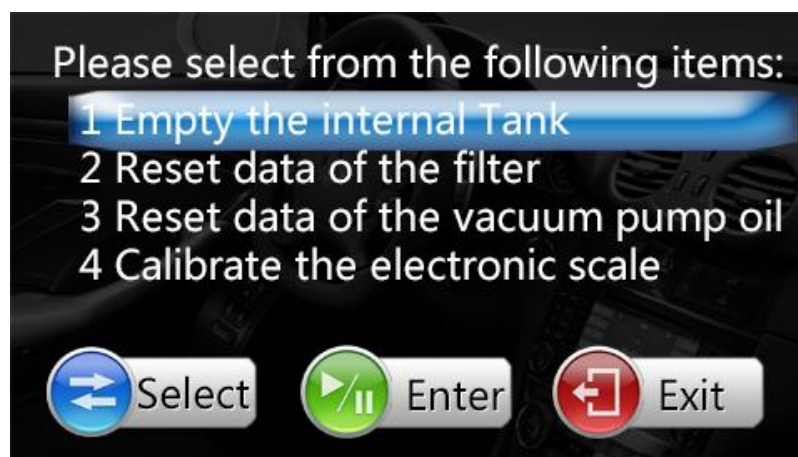 Please select from the following items:
1 Empty the internal Tank
2 Reset data of the filter
3 Reset data of the vacuum pump oil
4 Calibrate the electronic scale
Select Enter Exit